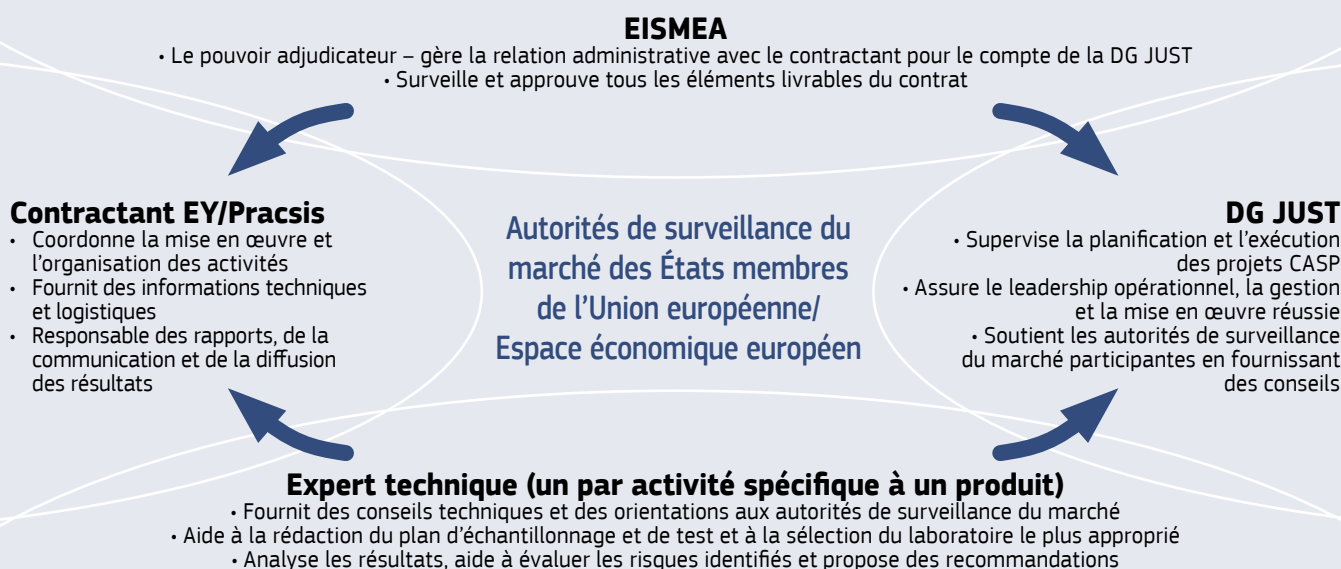 EISMEA
• Le pouvoir adjudicateur – gère la relation administrative avec le contractant pour le compte de la DG JUST
• Surveille et approuve tous les éléments livrables du contrat
Contractant EY/Pracsis
• Coordonne la mise en œuvre et
l'organisation des activités
• Fournit des informations techniques
et logistiques
• Responsable des rapports, de la
communication et de la diffusion
des résultats
Autorités de surveillance du
marché des États membres
de l'Union européenne/
Espace économique européen
DG JUST
• Supervise la planification et l'exécution
des projets CASP
• Assure le leadership opérationnel, la gestion
et la mise en œuvre réussie
• Soutient les autorités de surveillance
du marché participantes en fournissant
des conseils
Expert technique (un par activité spécifique à un produit)
• Fournit des conseils techniques et des orientations aux autorités de surveillance du marché
• Aide à la rédaction du plan d'échantillonnage et de test et à la sélection du laboratoire le plus approprié
• Analyse les résultats, aide à évaluer les risques identifiés et propose des recommandations